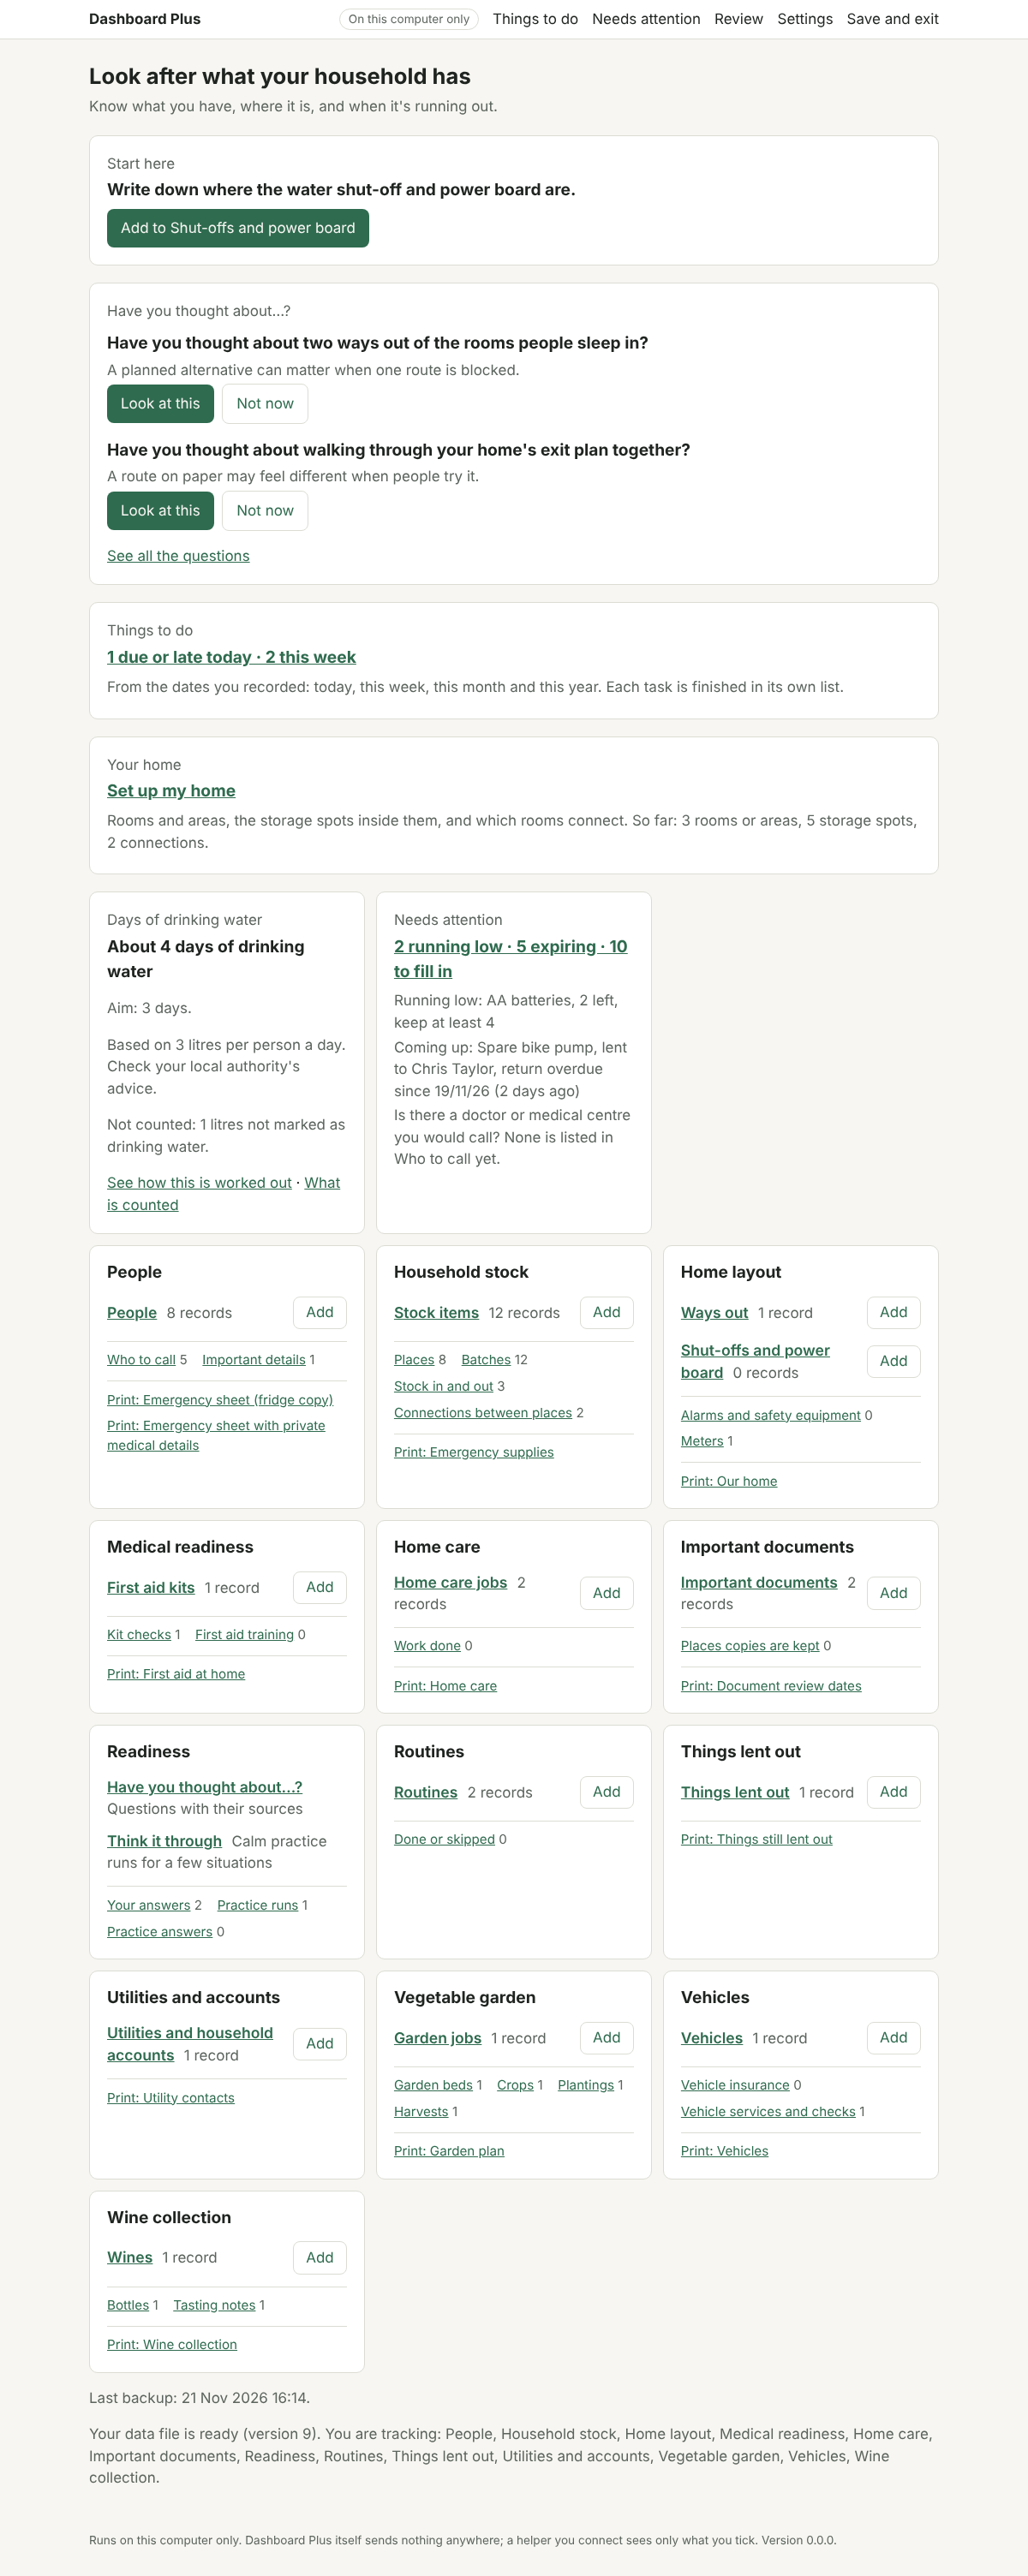 Dashboard Plus
On this computer only
Things to do
Needs attention
Review
Settings
Save and exit
Look after what your household has
Know what you have, where it is, and when it's running out.
Start here
Write down where the water shut-off and power board are.
Add to Shut-offs and power board
Have you thought about...?
Have you thought about two ways out of the rooms people sleep in?
A planned alternative can matter when one route is blocked.
Look at this
Not now
Have you thought about walking through your home's exit plan together?
A route on paper may feel different when people try it.
Look at this
Not now
See all the questions
Things to do
1 due or late today · 2 this week
From the dates you recorded: today, this week, this month and this year. Each task is finished in its own list.
Your home
Set up my home
Rooms and areas, the storage spots inside them, and which rooms connect. So far: 3 rooms or areas, 5 storage spots,
2 connections.
Days of drinking water
About 4 days of drinking
water
Aim: 3 days.
Based on 3 litres per person a day.
Check your local authority's
advice.
Not counted: 1 litres not marked as
drinking water.
See how this is worked out · What
is counted
Needs attention
2 running low · 5 expiring · 10
to fill in
Running low: AA batteries, 2 left,
keep at least 4
Coming up: Spare bike pump, lent
to Chris Taylor, return overdue
since 19/11/26 (2 days ago)
Is there a doctor or medical centre
you would call? None is listed in
Who to call yet.
People
People 8 records
Add
Who to call 5 Important details 1
Print: Emergency sheet (fridge copy)
Print: Emergency sheet with private
medical details
Household stock
Stock items 12 records
Add
Places 8 Batches 12
Stock in and out 3
Connections between places 2
Print: Emergency supplies
Home layout
Ways out 1 record
Add
Shut-offs and power
board 0 records
Add
Alarms and safety equipment 0
Meters 1
Print: Our home
Medical readiness
First aid kits 1 record
Add
Kit checks 1 First aid training 0
Print: First aid at home
Home care
Home care jobs 2
records
Add
Work done 0
Print: Home care
Important documents
Important documents 2
records
Add
Places copies are kept 0
Print: Document review dates
Readiness
Have you thought about...?
Questions with their sources
Think it through Calm practice
runs for a few situations
Your answers 2 Practice runs 1
Practice answers 0
Routines
Routines 2 records
Add
Done or skipped 0
Things lent out
Things lent out 1 record
Add
Print: Things still lent out
Utilities and accounts
Utilities and household
accounts 1 record
Add
Print: Utility contacts
Vegetable garden
Garden jobs 1 record
Add
Garden beds 1 Crops 1 Plantings 1
Harvests 1
Print: Garden plan
Vehicles
Vehicles 1 record
Add
Vehicle insurance 0
Vehicle services and checks 1
Print: Vehicles
Wine collection
Wines 1 record
Add
Bottles 1 Tasting notes 1
Print: Wine collection
Last backup: 21 Nov 2026 16:14.
Your data file is ready (version 9). You are tracking: People, Household stock, Home layout, Medical readiness, Home care,
Important documents, Readiness, Routines, Things lent out, Utilities and accounts, Vegetable garden, Vehicles, Wine
collection.
Runs on this computer only. Dashboard Plus itself sends nothing anywhere; a helper you connect sees only what you tick. Version 0.0.0.